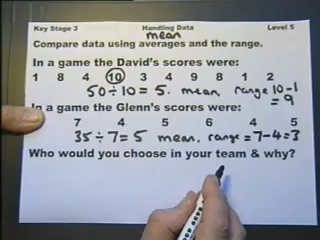 Key Stage 3 Handling Data Level 5
mean
Compare data using averages and the range.
In a game the David's scores were:
1 8 4 10 3 4 9 8 1 2
50÷10=5. mean, range 10-1
=9
In a game the Glenn's scores were:
7 4 5 6 4 5
35÷7=5 mean, range=7-4=3
Who would you choose in your team & why?